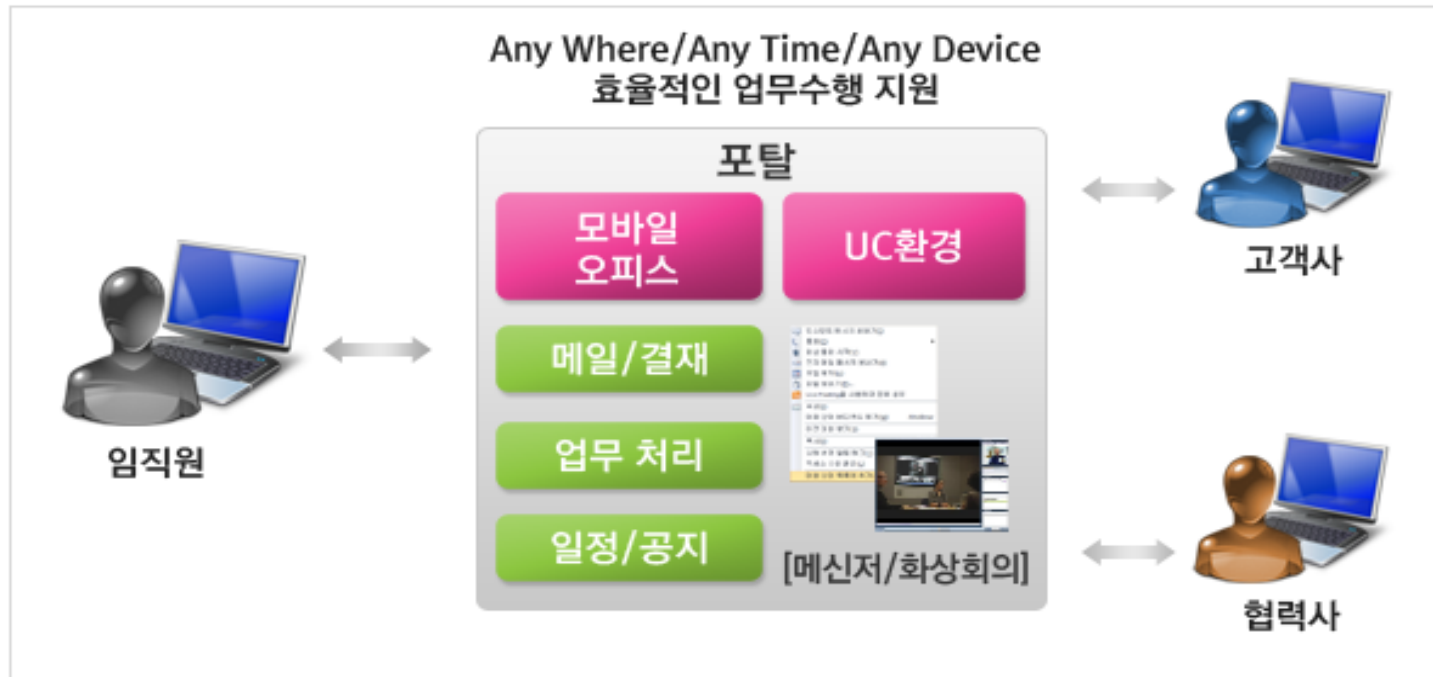 Any Where/Any Time/Any Device
효율적인 업무수행 지원
포탈
모바일
오피스
UC환경
메일/결재
업무 처리
일정/공지
[메신저/화상회의]
임직원
고객사
협력사